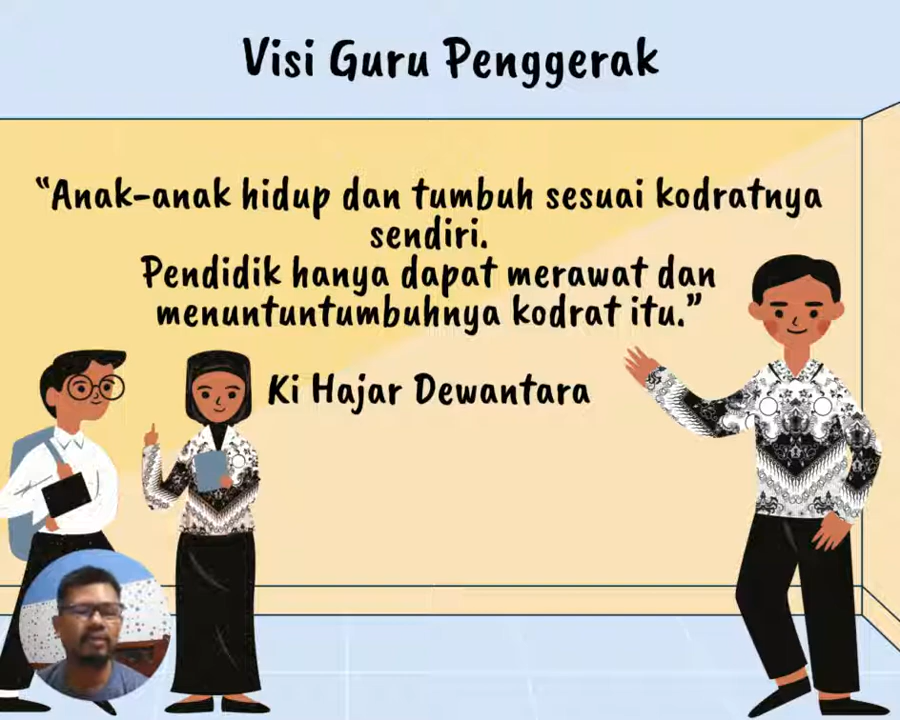 Visi Guru Penggerak
“Anak-anak hidup dan tumbuh sesuai kodratnya
sendiri.
Pendidik hanya dapat merawat dan
menuntuntumbuhnya kodrat itu.”
Ki Hajar Dewantara